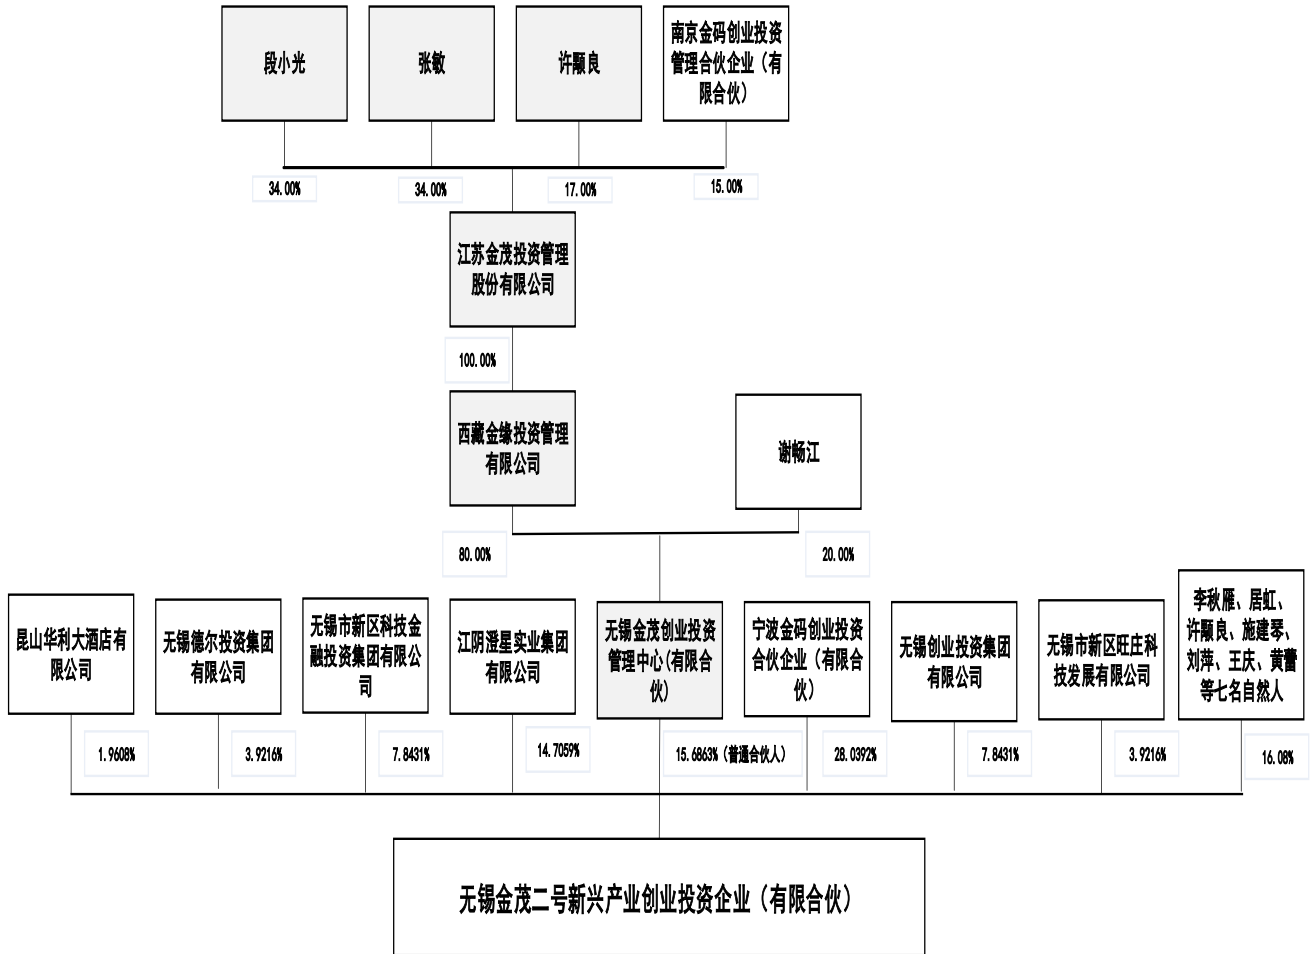 段小光
张敏
许颙良
南京金码创业投资
管理合伙企业（有
限合伙）
34.00%
34.00%
17.00%
15.00%
江苏金茂投资管理
股份有限公司
100.00%
西藏金缘投资管理
有限公司
谢畅江
80.00%
20.00%
昆山华利大酒店有
限公司
无锡德尔投资集团
有限公司
无锡市新区科技金
融投资集团有限公
司
江阴澄星实业集团
有限公司
无锡金茂创业投资
管理中心(有限合
伙)
宁波金码创业投资
合伙企业（有限合
伙）
无锡创业投资集团
有限公司
无锡市新区旺庄科
技发展有限公司
李秋雁、居虹、
许颙良、施建琴、
刘萍、王庆、黄蕾
等七名自然人
1.9608%
3.9216%
7.8431%
14.7059%
15.6863%（普通合伙人）
28.0392%
7.8431%
3.9216%
16.08%
无锡金茂二号新兴产业创业投资企业（有限合伙）